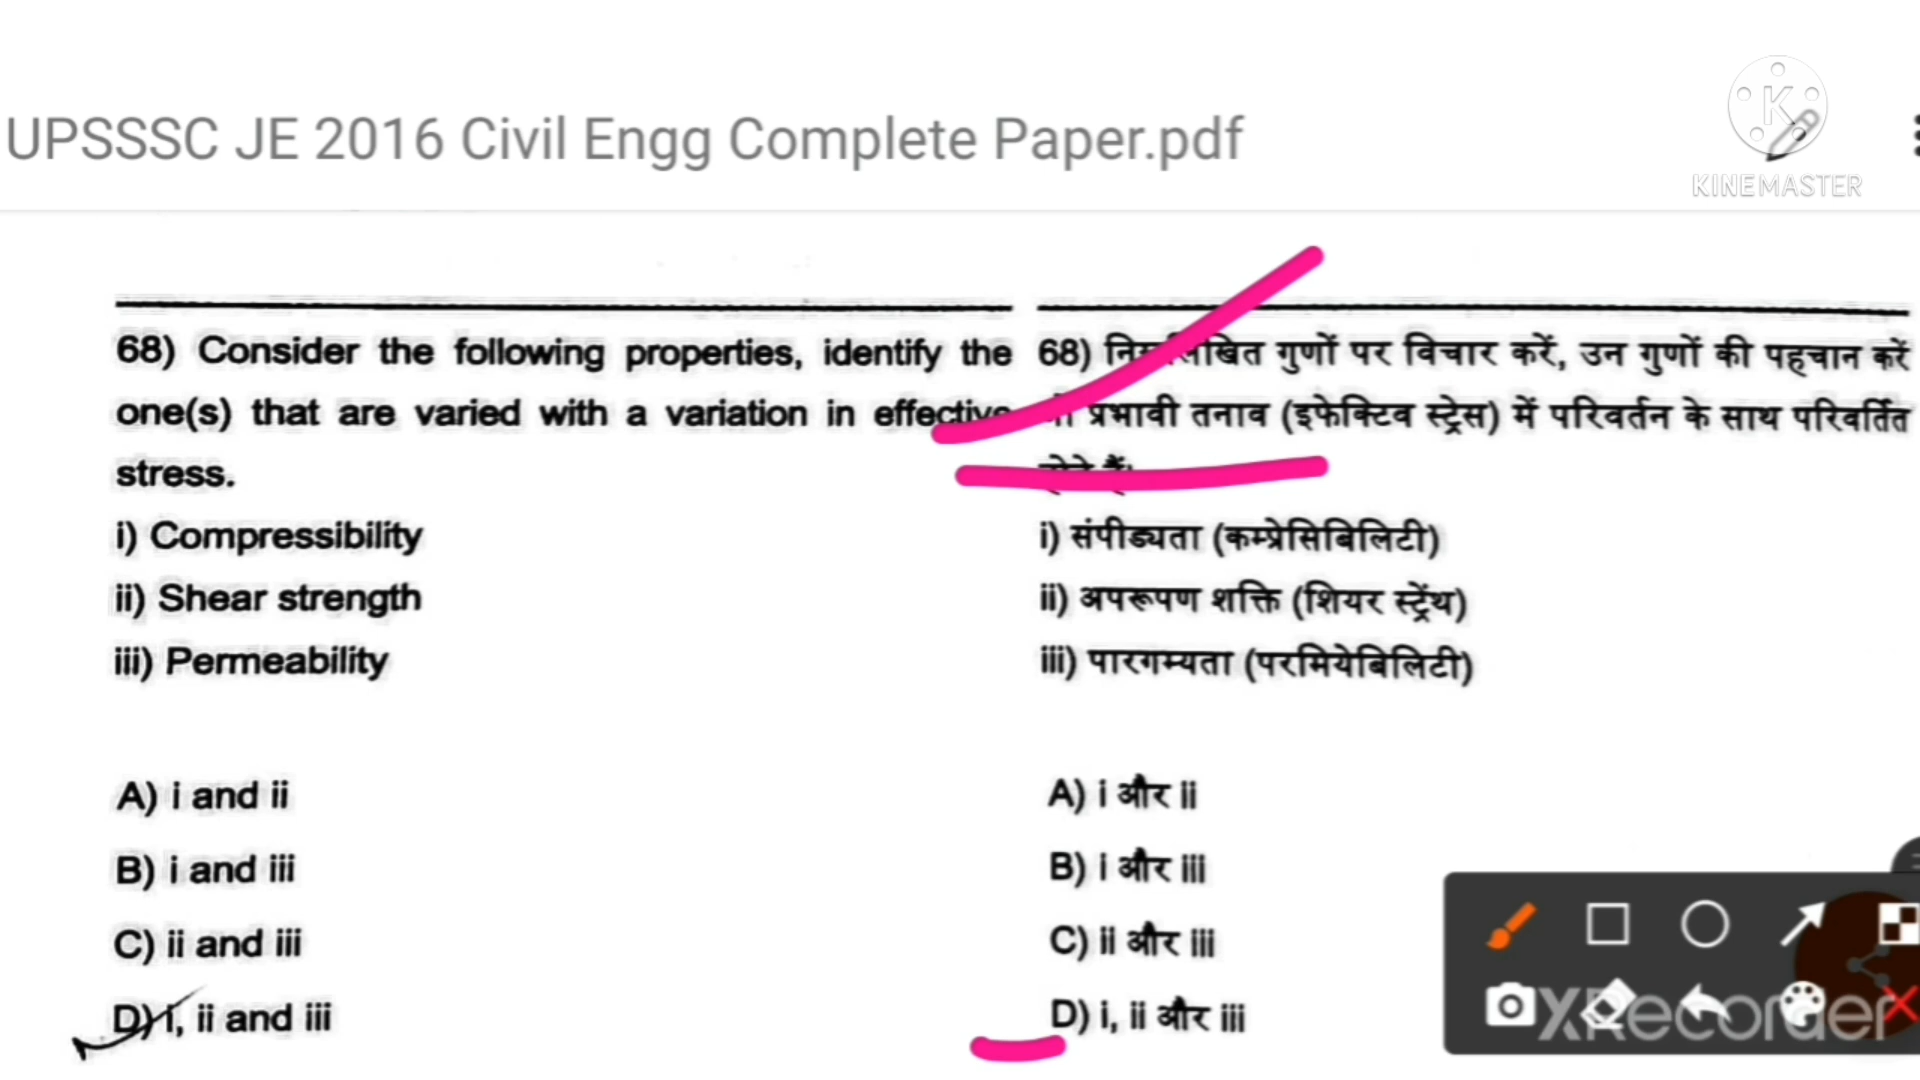 UPSSSC JE 2016 Civil Engg Complete Paper.pdf
K
KINEMASTER
68) Consider the following properties, identify the
one(s) that are varied with a variation in effective
stress.
i) Compressibility
ii) Shear strength
iii) Permeability
A) i and ii
B) i and iii
C) ii and iii
D) i, ii and iii
68) निम्नलिखित गुणों पर विचार करें, उन गुणों की पहचान करें
प्रभावी तनाव (इफेक्टिव स्ट्रेस) में परिवर्तन के साथ परिवर्तित
i) संपीड्यता (कम्प्रेसिबिलिटी)
ii) अपरूपण शक्ति (शियर स्ट्रेंथ)
iii) पारगम्यता (परमियेबिलिटी)
A) i और ii
B) i और iii
C) ii और iii
D) i, ii और iii
XRecorder